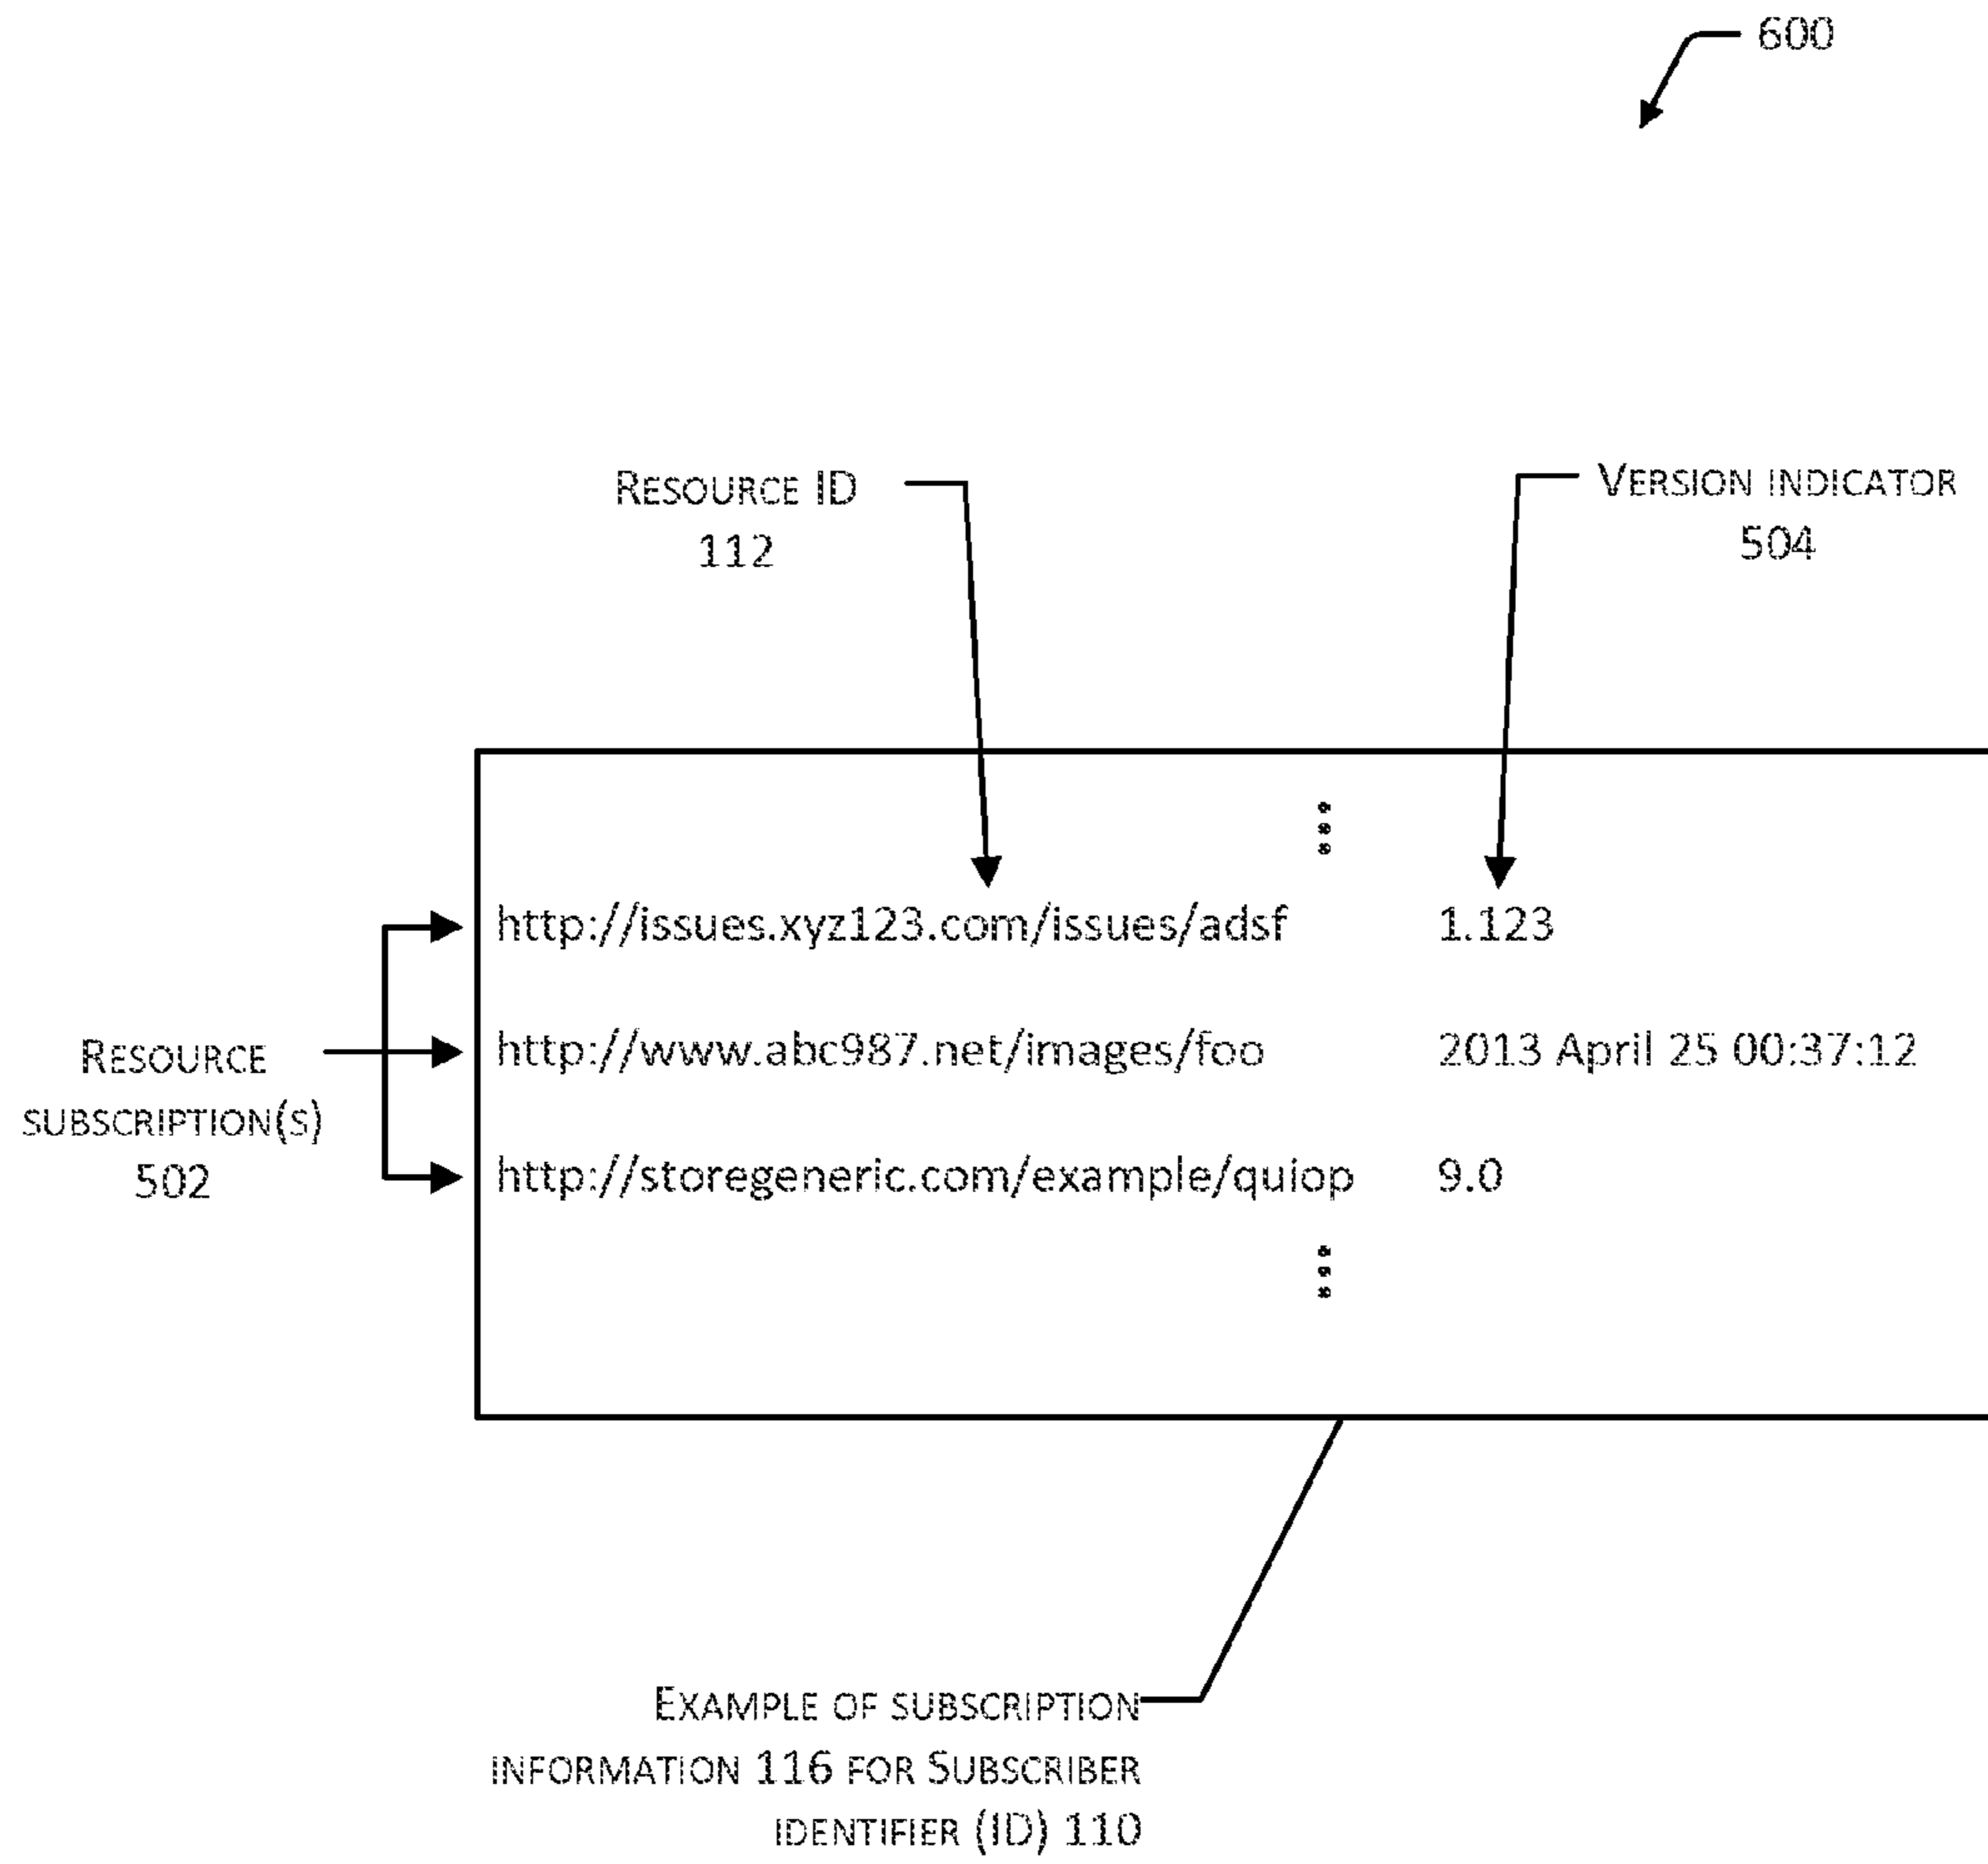 600
RESOURCE ID
112
VERSION INDICATOR
504
http://issues.xyz123.com/issues/adsf 1.123
http://www.abc987.net/images/foo 2013 April 25 00:37:12
http://storegeneric.com/example/quiop 9.0
RESOURCE
SUBSCRIPTION(S)
502
EXAMPLE OF SUBSCRIPTION
INFORMATION 116 FOR SUBSCRIBER
IDENTIFIER (ID) 110